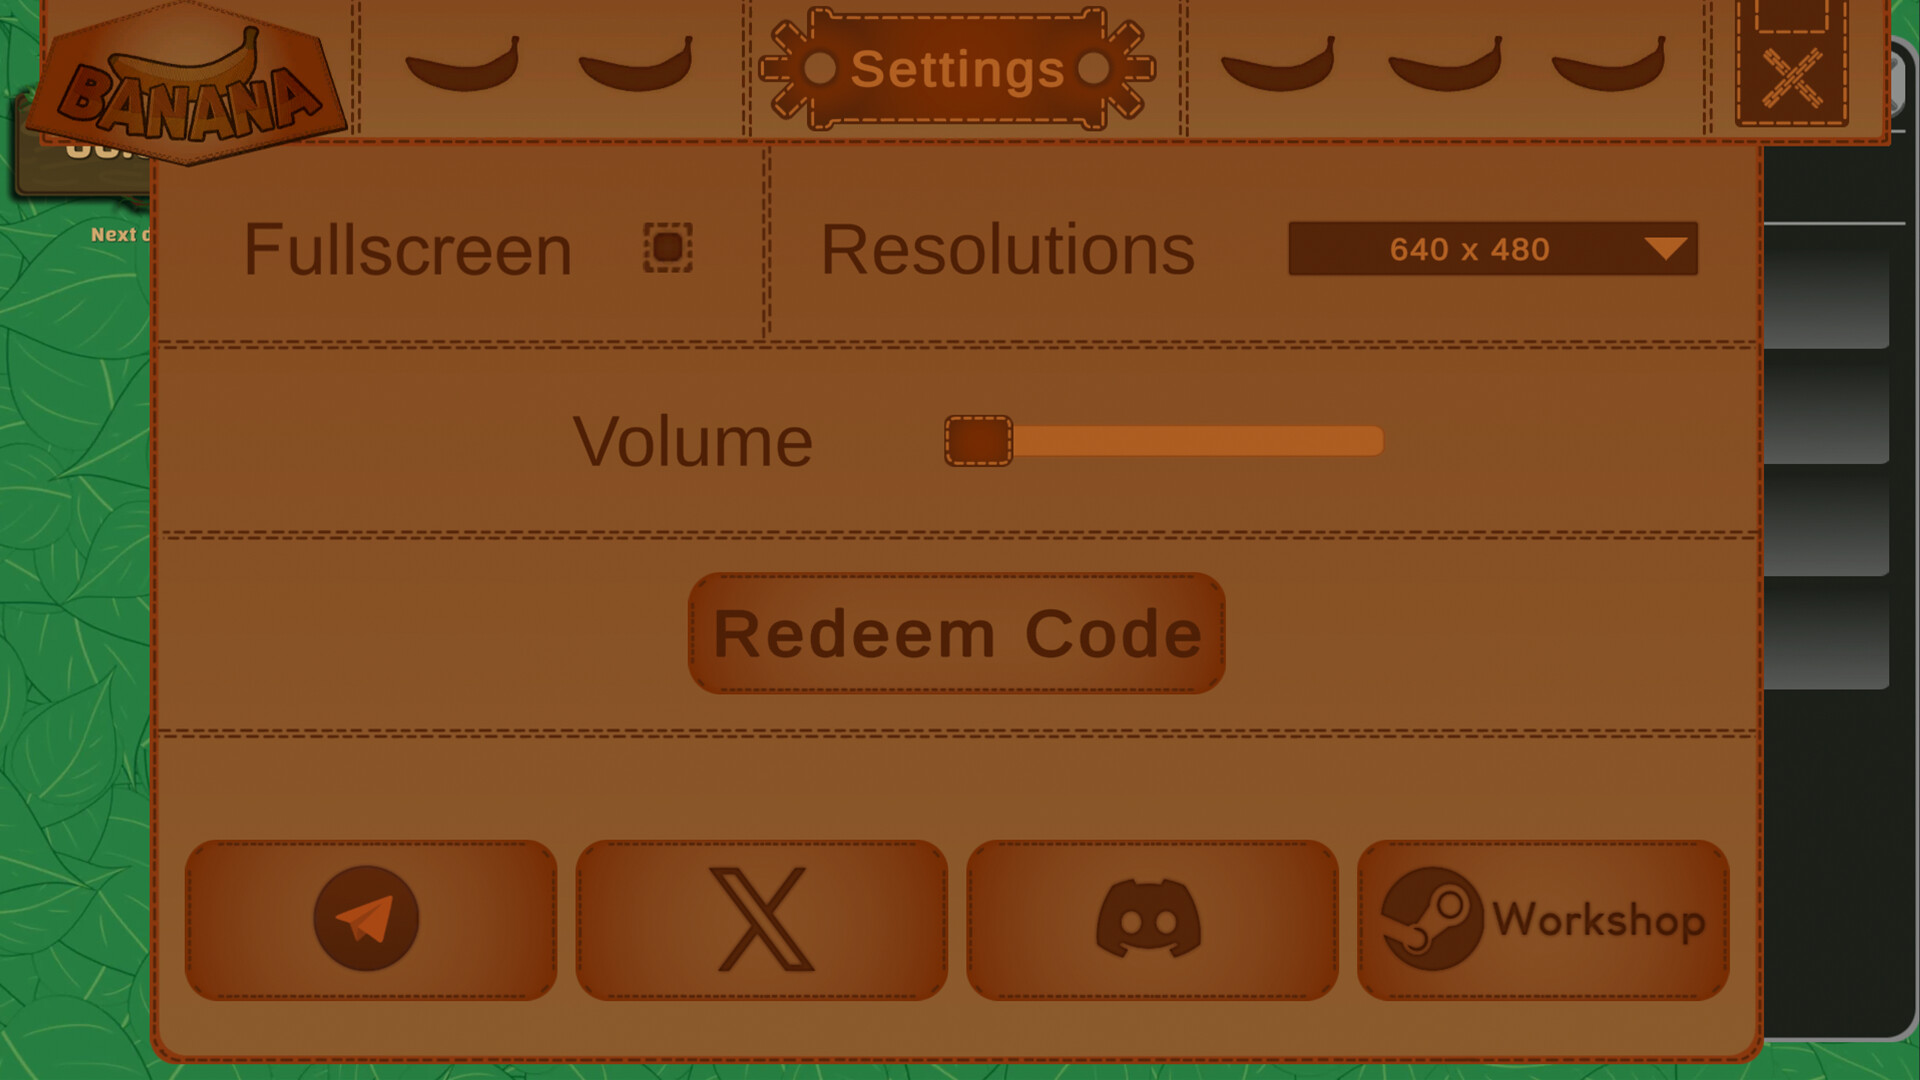 BANANA
Settings
Next d
Fullscreen
Resolutions
640 x 480
Volume
Redeem Code
Workshop